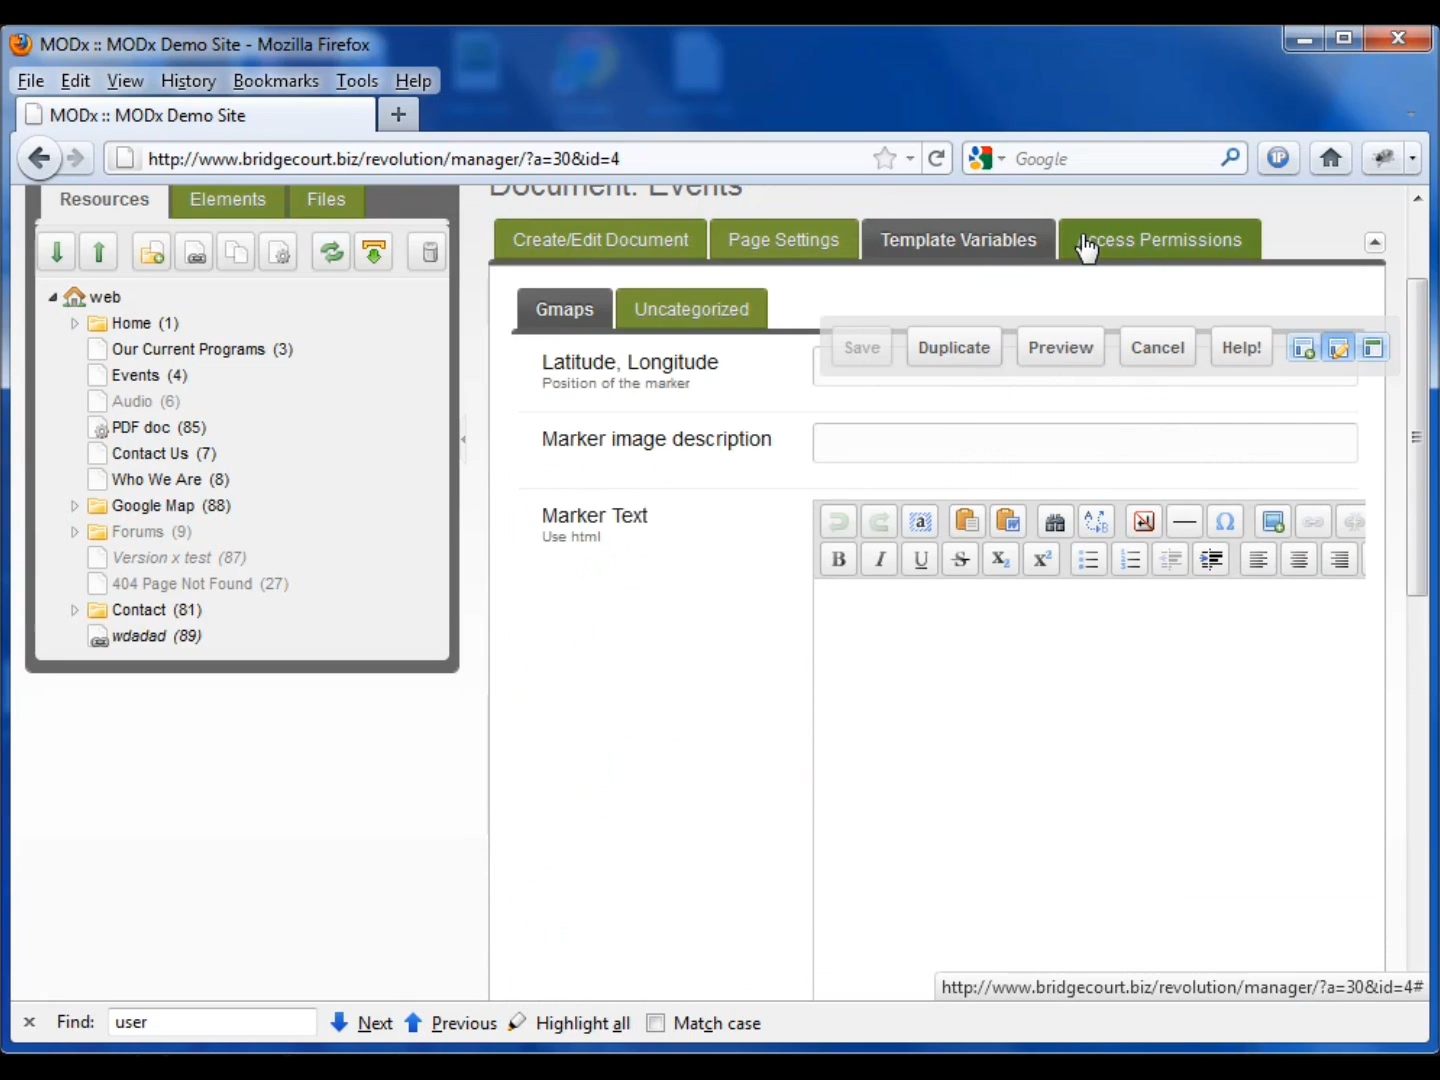 MODx :: MODx Demo Site - Mozilla Firefox
File Edit View History Bookmarks Tools Help
MODx :: MODx Demo Site
http://www.bridgecourt.biz/revolution/manager/?a=30&id=4
Google
Resources Elements Files
Document: Events
Create/Edit Document Page Settings Template Variables Access Permissions
web
Home (1)
Our Current Programs (3)
Events (4)
Audio (6)
PDF doc (85)
Contact Us (7)
Who We Are (8)
Google Map (88)
Forums (9)
Version x test (87)
404 Page Not Found (27)
Contact (81)
wdadad (89)
Gmaps Uncategorized
Save Duplicate Preview Cancel Help!
Latitude, Longitude
Position of the marker
Marker image description
Marker Text
Use html
http://www.bridgecourt.biz/revolution/manager/?a=30&id=4#
Find: user Next Previous Highlight all Match case